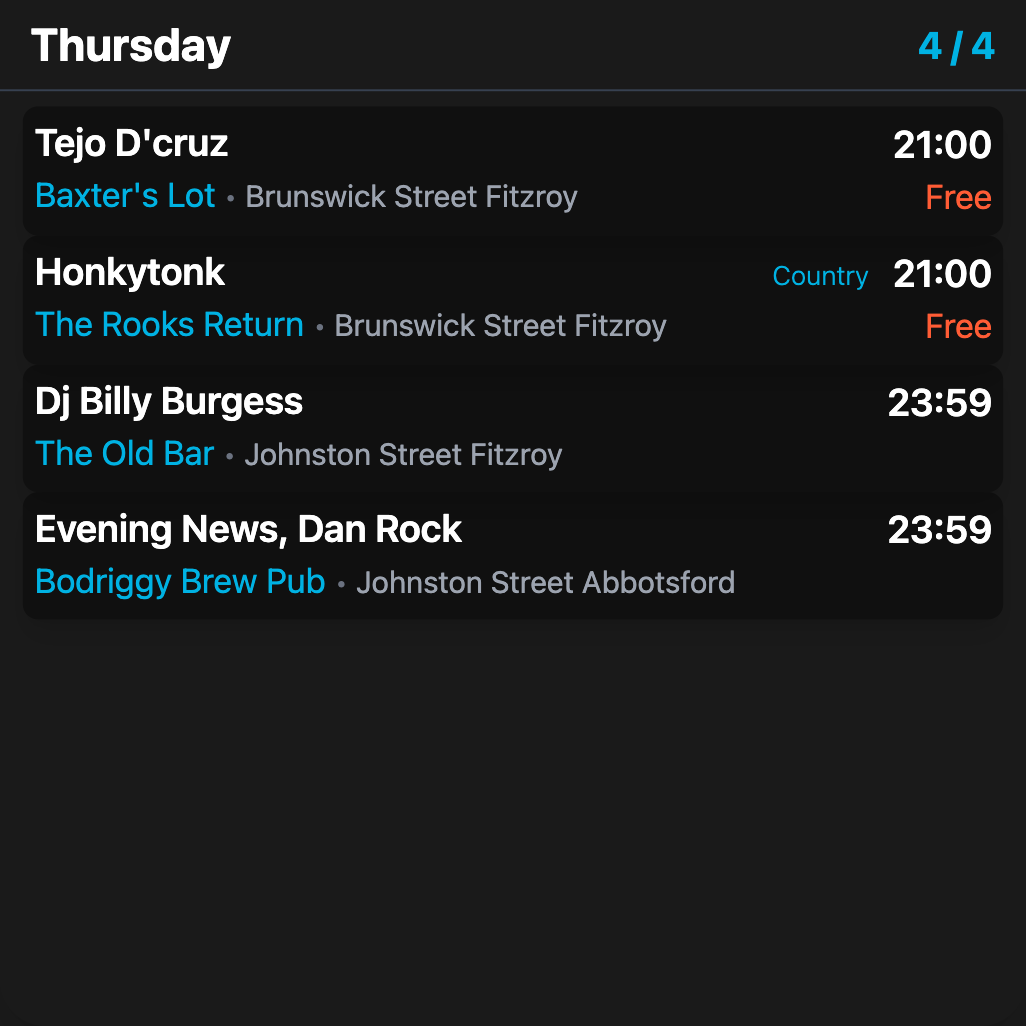 Thursday 4 / 4
Tejo D'cruz 21:00
Baxter's Lot • Brunswick Street Fitzroy Free
Honkytonk Country 21:00
The Rooks Return • Brunswick Street Fitzroy Free
Dj Billy Burgess 23:59
The Old Bar • Johnston Street Fitzroy
Evening News, Dan Rock 23:59
Bodriggy Brew Pub • Johnston Street Abbotsford